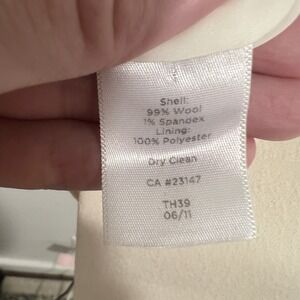 Shell:
99% Wool
1% Spandex
Lining:
100% Polyester
Dry Clean
CA #23147
TH39
06/11